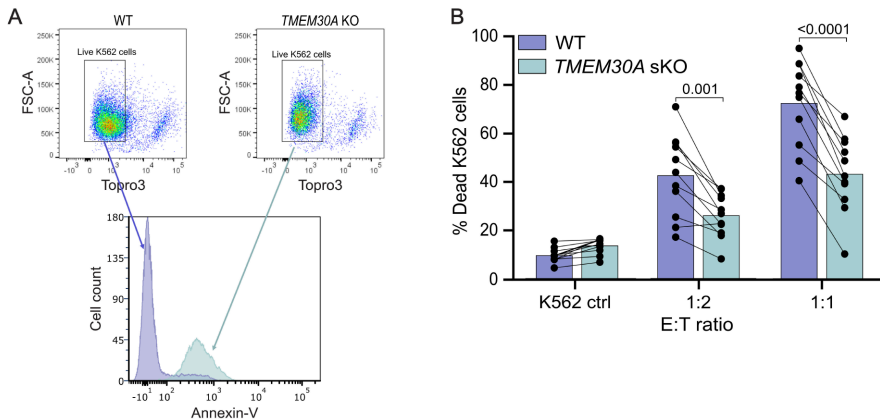 A
WT
TMEM30A KO
Live K562 cells
Live K562 cells
250K
200K
150K
100K
50K
0
FSC-A
-10³ 0 10³ 10⁴ 10⁵
Topro3
250K
200K
150K
100K
50K
0
FSC-A
-10³ 0 10³ 10⁴ 10⁵
Topro3
180
135
90
45
0
Cell count
-10¹ 10² 10³ 10⁴ 10⁵
Annexin-V
B
WT
TMEM30A sKO
0.001
<0.0001
100
80
60
40
20
0
% Dead K562 cells
K562 ctrl 1:2 1:1
E:T ratio